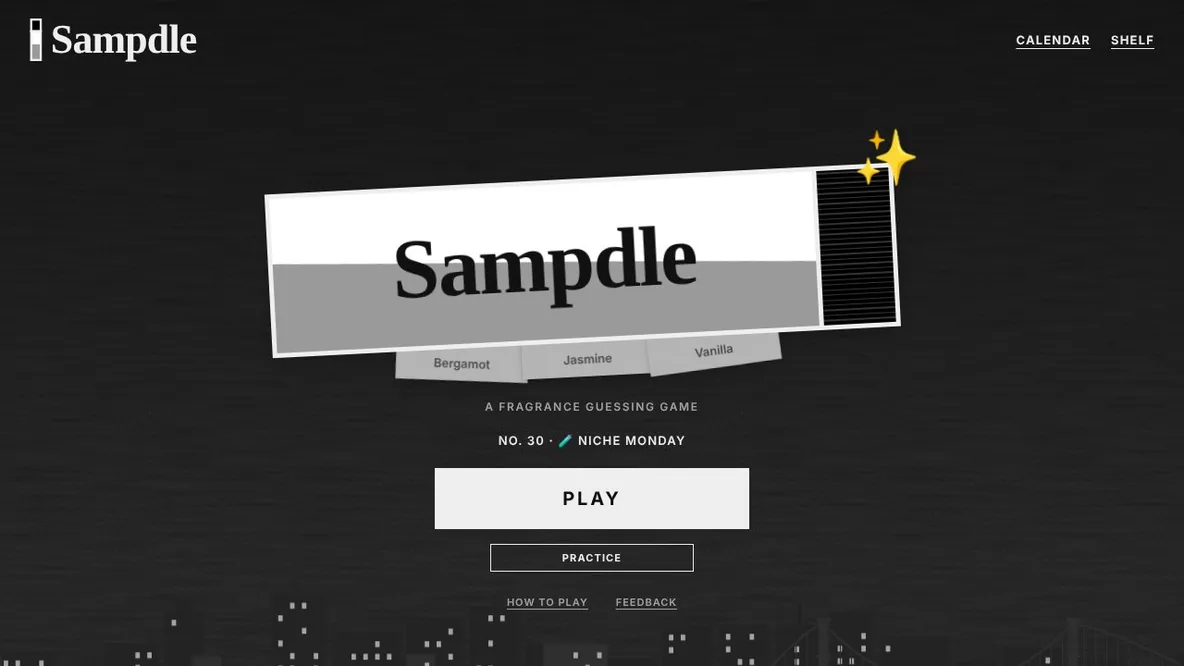 Sampdle
CALENDAR SHELF
Sampdle
Bergamot Jasmine Vanilla
A FRAGRANCE GUESSING GAME
NO. 30 · 🧪 NICHE MONDAY
PLAY
PRACTICE
HOW TO PLAY FEEDBACK